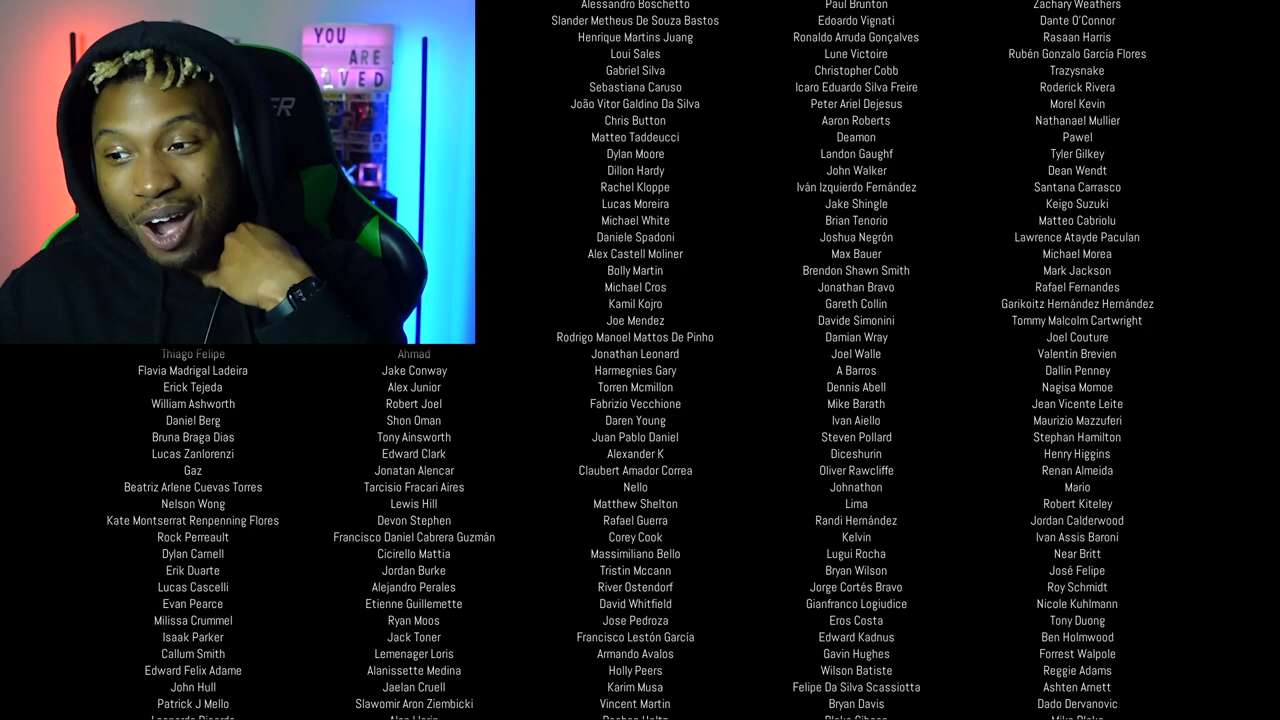 YOU
ARE
VED
ER
Thiago Felipe
Flavia Madrigal Ladeira
Erick Tejeda
William Ashworth
Daniel Berg
Bruna Braga Dias
Lucas Zanlorenzi
Gaz
Beatriz Arlene Cuevas Torres
Nelson Wong
Kate Montserrat Renpenning Flores
Rock Perreault
Dylan Carnell
Erik Duarte
Lucas Cascelli
Evan Pearce
Milissa Crummel
Isaak Parker
Callum Smith
Edward Felix Adame
John Hull
Patrick J Mello
Ahmad
Jake Conway
Alex Junior
Robert Joel
Shon Oman
Tony Ainsworth
Edward Clark
Jonatan Alencar
Tarcisio Fracari Aires
Lewis Hill
Devon Stephen
Francisco Daniel Cabrera Guzmán
Cicirello Mattia
Jordan Burke
Alejandro Perales
Etienne Guillemette
Ryan Moos
Jack Toner
Lemenager Loris
Alanissette Medina
Jaelan Cruell
Slawomir Aron Ziembicki
Alessandro Boschetto
Slander Metheus De Souza Bastos
Henrique Martins Juang
Loui Sales
Gabriel Silva
Sebastiana Caruso
João Vitor Galdino Da Silva
Chris Button
Matteo Taddeucci
Dylan Moore
Dillon Hardy
Rachel Kloppe
Lucas Moreira
Michael White
Daniele Spadoni
Alex Castell Moliner
Bolly Martin
Michael Cros
Kamil Kojro
Joe Mendez
Rodrigo Manoel Mattos De Pinho
Jonathan Leonard
Harmegnies Gary
Torren Mcmillon
Fabrizio Vecchione
Daren Young
Juan Pablo Daniel
Alexander K
Claubert Amador Correa
Nello
Matthew Shelton
Rafael Guerra
Corey Cook
Massimiliano Bello
Tristin Mccann
River Ostendorf
David Whitfield
Jose Pedroza
Francisco Lestón García
Armando Avalos
Holly Peers
Karim Musa
Vincent Martin
Paul Brunton
Edoardo Vignati
Ronaldo Arruda Gonçalves
Lune Victoire
Christopher Cobb
Icaro Eduardo Silva Freire
Peter Ariel Dejesus
Aaron Roberts
Deamon
Landon Gaughf
John Walker
Iván Izquierdo Fernández
Jake Shingle
Brian Tenorio
Joshua Negrón
Max Bauer
Brendon Shawn Smith
Jonathan Bravo
Gareth Collin
Davide Simonini
Damian Wray
Joel Walle
A Barros
Dennis Abell
Mike Barath
Ivan Aiello
Steven Pollard
Diceshurin
Oliver Rawcliffe
Johnathon
Lima
Randi Hernández
Kelvin
Lugui Rocha
Bryan Wilson
Jorge Cortés Bravo
Gianfranco Logiudice
Eros Costa
Edward Kadnus
Gavin Hughes
Wilson Batiste
Felipe Da Silva Scassiotta
Bryan Davis
Zachary Weathers
Dante O'Connor
Rasaan Harris
Rubén Gonzalo García Flores
Trazysnake
Roderick Rivera
Morel Kevin
Nathanael Mullier
Pawel
Tyler Gilkey
Dean Wendt
Santana Carrasco
Keigo Suzuki
Matteo Cabriolu
Lawrence Atayde Paculan
Michael Morea
Mark Jackson
Rafael Fernandes
Garikoitz Hernández Hernández
Tommy Malcolm Cartwright
Joel Couture
Valentin Brevien
Dallin Penney
Nagisa Momoe
Jean Vicente Leite
Maurizio Mazzuferi
Stephan Hamilton
Henry Higgins
Renan Almeida
Mario
Robert Kiteley
Jordan Calderwood
Ivan Assis Baroni
Near Britt
José Felipe
Roy Schmidt
Nicole Kuhlmann
Tony Duong
Ben Holmwood
Forrest Walpole
Reggie Adams
Ashten Arnett
Dado Dervanovic